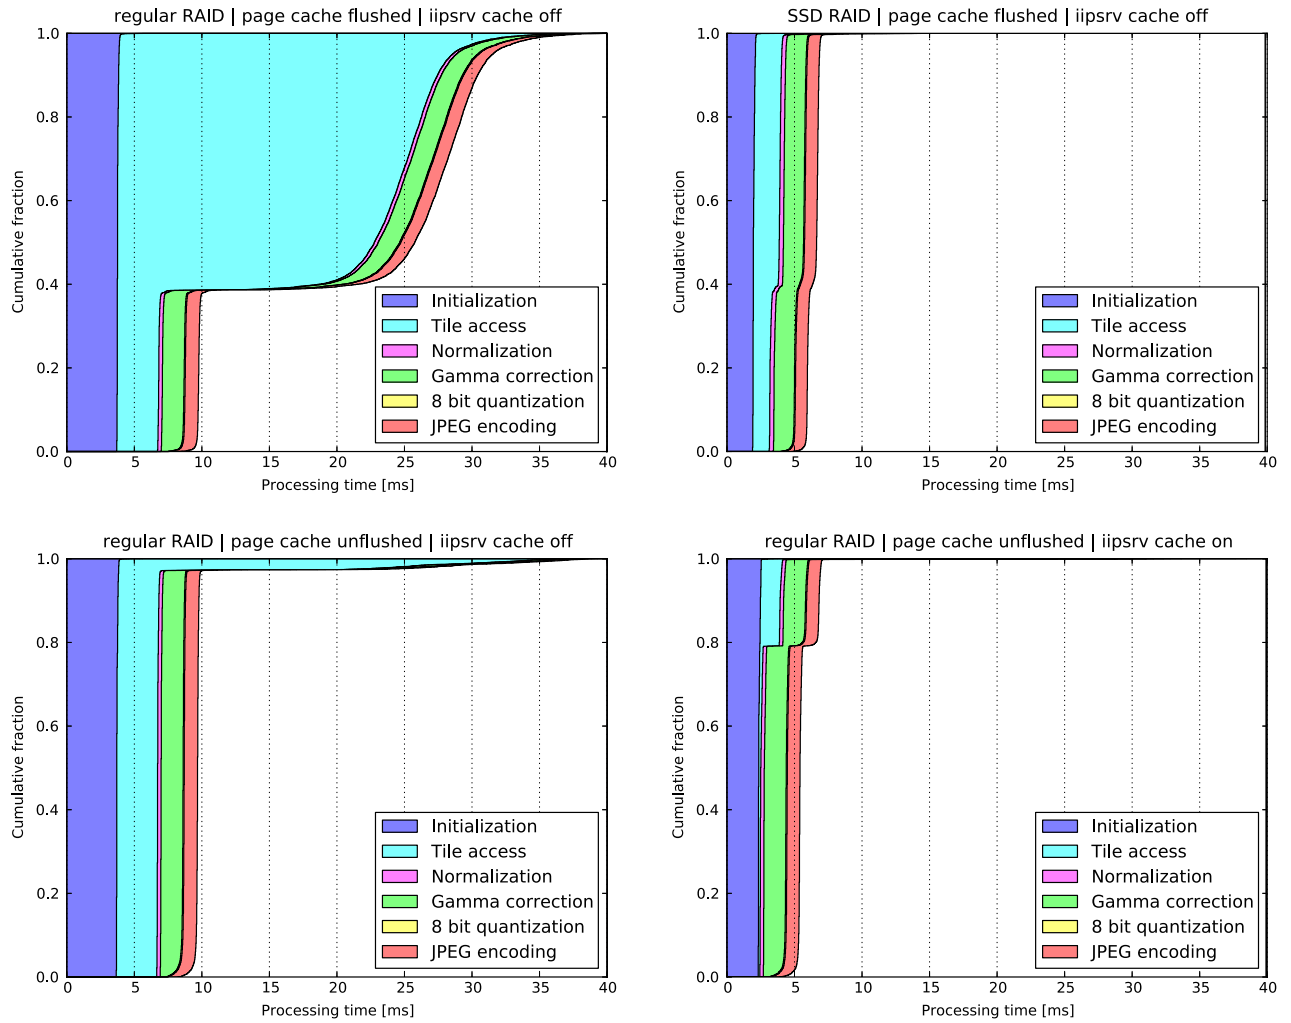 regular RAID | page cache flushed | iipsrv cache off
1.0
0.8
0.6
0.4
0.2
0.0
Cumulative fraction
Initialization
Tile access
Normalization
Gamma correction
8 bit quantization
JPEG encoding
0 5 10 15 20 25 30 35 40
Processing time [ms]
SSD RAID | page cache flushed | iipsrv cache off
1.0
0.8
0.6
0.4
0.2
0.0
Cumulative fraction
Initialization
Tile access
Normalization
Gamma correction
8 bit quantization
JPEG encoding
0 5 10 15 20 25 30 35 40
Processing time [ms]
regular RAID | page cache unflushed | iipsrv cache off
1.0
0.8
0.6
0.4
0.2
0.0
Cumulative fraction
Initialization
Tile access
Normalization
Gamma correction
8 bit quantization
JPEG encoding
0 5 10 15 20 25 30 35 40
Processing time [ms]
regular RAID | page cache unflushed | iipsrv cache on
1.0
0.8
0.6
0.4
0.2
0.0
Cumulative fraction
Initialization
Tile access
Normalization
Gamma correction
8 bit quantization
JPEG encoding
0 5 10 15 20 25 30 35 40
Processing time [ms]